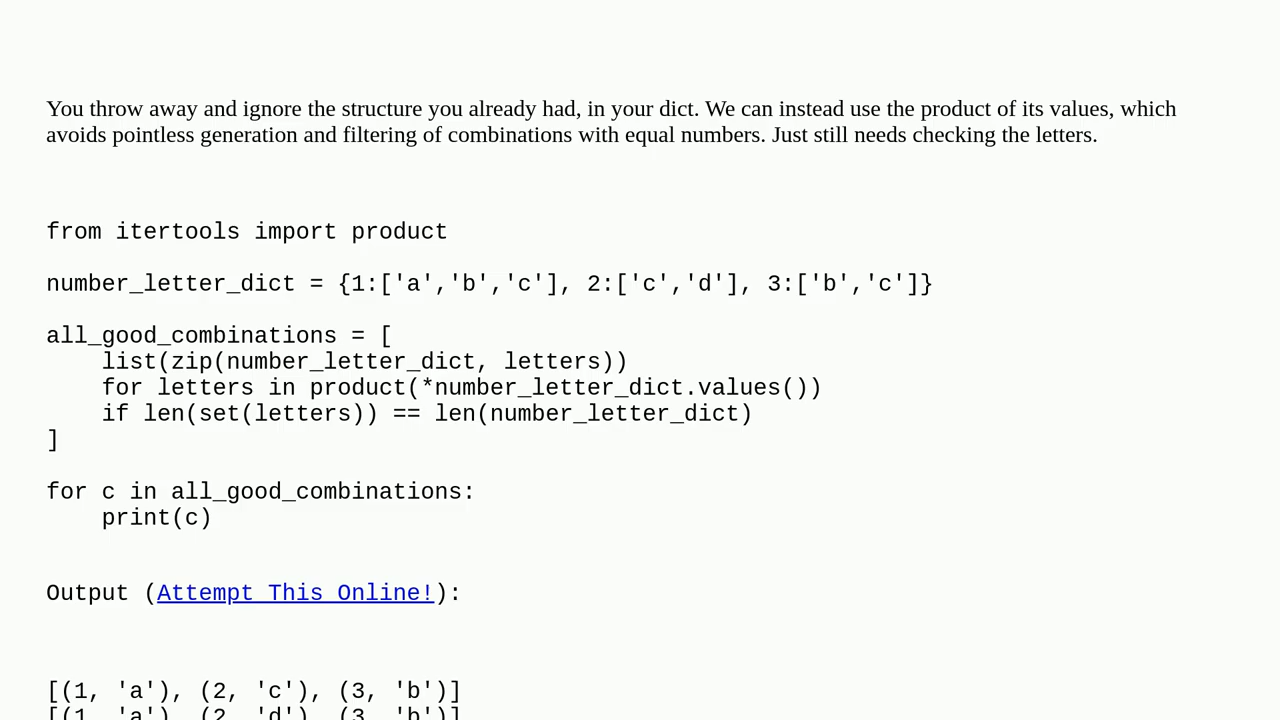 You throw away and ignore the structure you already had, in your dict. We can instead use the product of its values, which
avoids pointless generation and filtering of combinations with equal numbers. Just still needs checking the letters.
from itertools import product
number_letter_dict = {1:['a','b','c'], 2:['c','d'], 3:['b','c']}
all_good_combinations = [
    list(zip(number_letter_dict, letters))
    for letters in product(*number_letter_dict.values())
    if len(set(letters)) == len(number_letter_dict)
]
for c in all_good_combinations:
    print(c)
Output (Attempt This Online!):
[(1, 'a'), (2, 'c'), (3, 'b')]
[(1, 'a'), (2, 'd'), (3, 'b')]